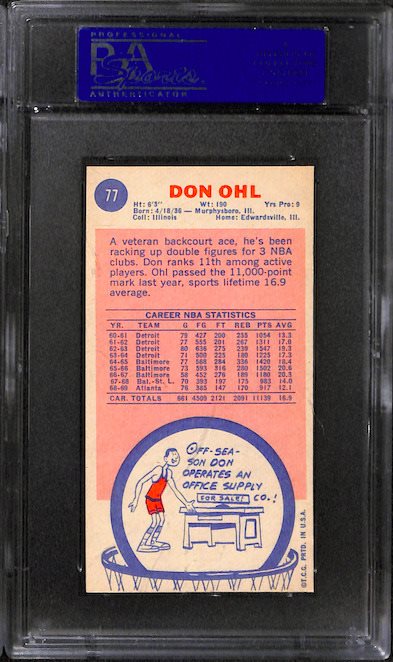 PROFESSIONAL
PSA
AUTHENTICATOR
77
DON OHL
Ht: 6'3" Wt: 190 Yrs Pro: 9
Born: 4/18/36 — Murphysboro, Ill.
Coll: Illinois Home: Edwardsville, Ill.
A veteran backcourt ace, he's been
racking up double figures for 3 NBA
clubs. Don ranks 11th among active
players. Ohl passed the 11,000-point
mark last year, sports lifetime 16.9
average.
CAREER NBA STATISTICS
YR. TEAM G FG FT REB PTS AVG
60-61 Detroit 79 427 200 255 1054 13.3
61-62 Detroit 77 555 201 267 1311 17.0
62-63 Detroit 80 636 275 239 1547 19.3
63-64 Detroit 71 500 225 180 1225 17.3
64-65 Baltimore 77 568 284 336 1420 18.4
65-66 Baltimore 73 593 316 280 1502 20.6
66-67 Baltimore 58 452 276 189 1180 20.3
67-68 Bal.-St. L. 70 393 197 175 983 14.0
68-69 Atlanta 76 385 147 170 917 12.1
CAR. TOTALS 661 4509 2121 2091 11139 16.9
OFF-SEA-
SON DON
OPERATES AN
OFFICE SUPPLY
CO.!
FOR SALE!
©T.C.G. PRTD. IN U.S.A.